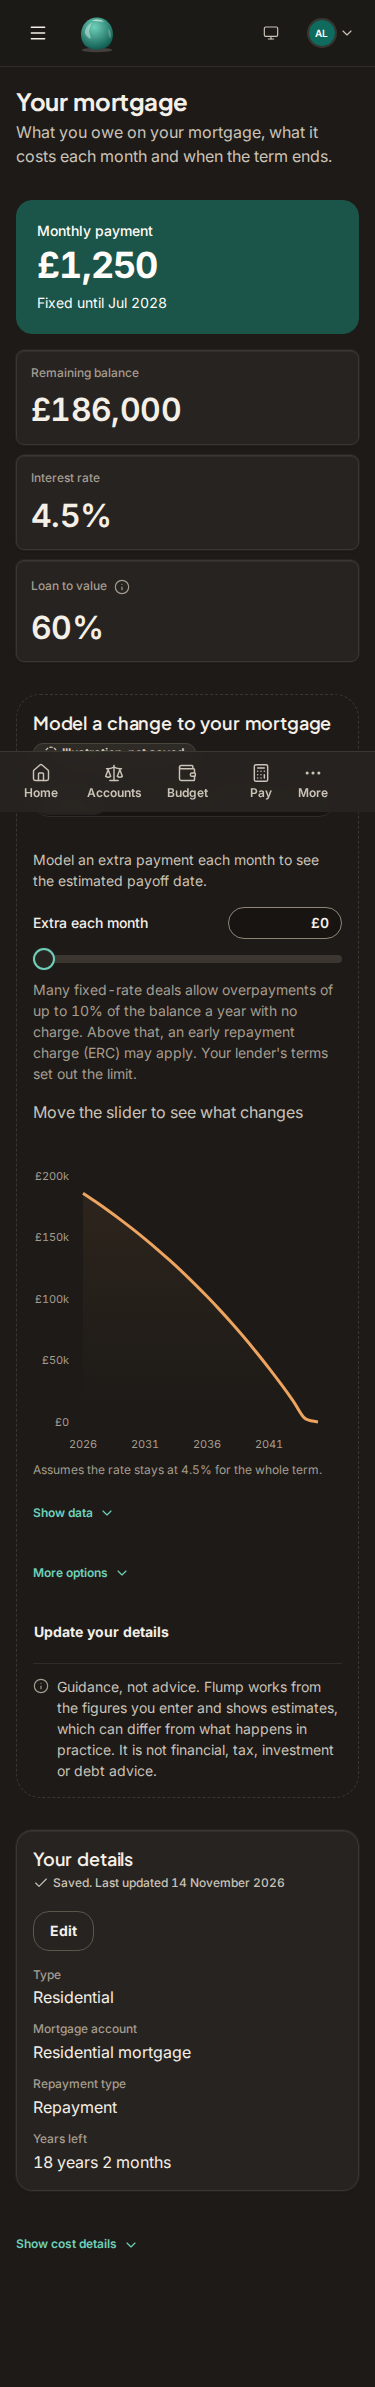 AL
Your mortgage
What you owe on your mortgage, what it
costs each month and when the term ends.
Monthly payment
£1,250
Fixed until Jul 2028
Remaining balance
£186,000
Interest rate
4.5%
Loan to value
60%
Model a change to your mortgage
Home
Accounts
Budget
Pay
More
Model an extra payment each month to see
the estimated payoff date.
Extra each month
£0
Many fixed-rate deals allow overpayments of
up to 10% of the balance a year with no
charge. Above that, an early repayment
charge (ERC) may apply. Your lender's terms
set out the limit.
Move the slider to see what changes
£200k
£150k
£100k
£50k
£0
2026 2031 2036 2041
Assumes the rate stays at 4.5% for the whole term.
Show data
More options
Update your details
Guidance, not advice. Flump works from
the figures you enter and shows estimates,
which can differ from what happens in
practice. It is not financial, tax, investment
or debt advice.
Your details
Saved. Last updated 14 November 2026
Edit
Type
Residential
Mortgage account
Residential mortgage
Repayment type
Repayment
Years left
18 years 2 months
Show cost details